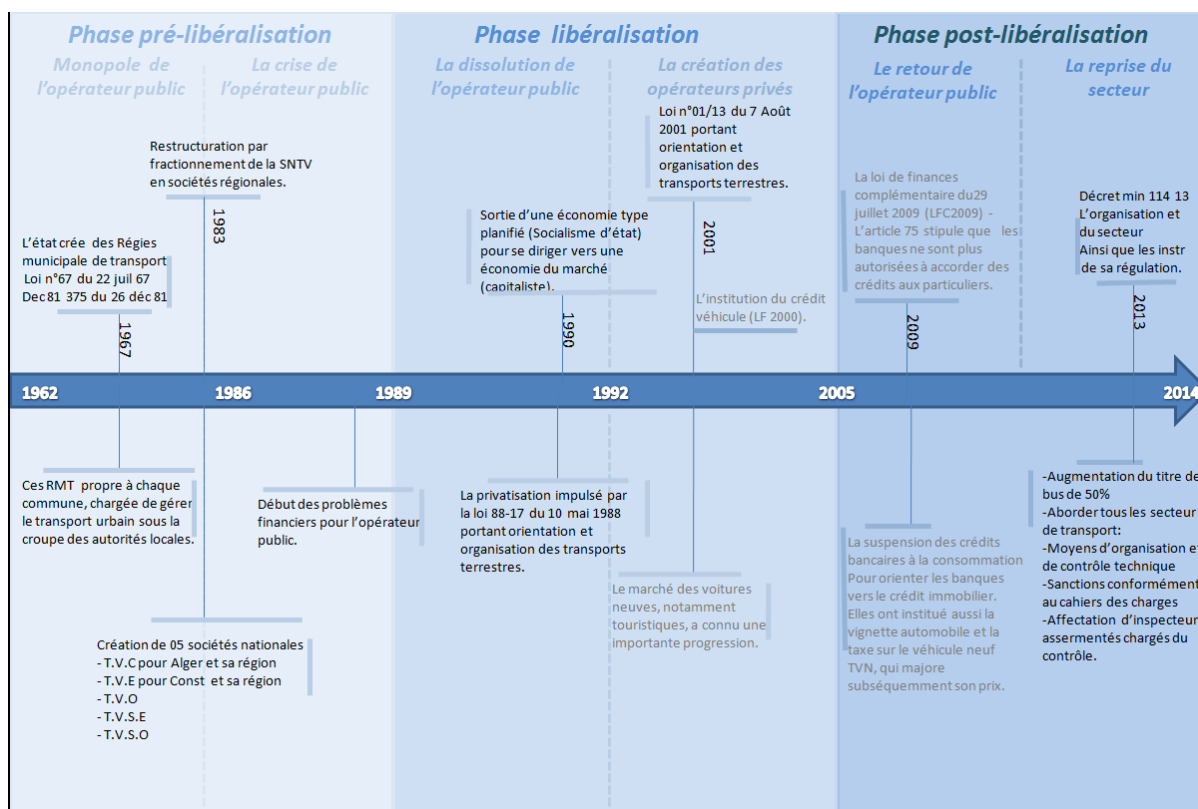 Phase pré-libéralisation
Phase libéralisation
Phase post-libéralisation
Monopole de
l'opérateur public
La crise de
l'opérateur public
La dissolution de
l'opérateur public
La création des
opérateurs privés
Le retour de
l'opérateur public
La reprise du
secteur
L'état crée des Régies
municipale de transport
Loi n°67 du 22 juil 67
Dec 81 375 du 26 déc 81
1967
Restructuration par
fractionnement de la SNTV
en sociétés régionales.
1983
Sortie d'une économie type
planifié (Socialisme d'état)
pour se diriger vers une
économie du marché
(capitaliste).
1990
Loi n°01/13 du 7 Août
2001 portant
orientation et
organisation des
transports terrestres.
2001
L'institution du crédit
véhicule (LF 2000).
La loi de finances
complémentaire du29
juillet 2009 (LFC2009) -
L'article 75 stipule que les
banques ne sont plus
autorisées à accorder des
crédits aux particuliers.
2009
Décret min 114 13
L'organisation et
du secteur
Ainsi que les instr
de sa régulation.
2013
1962
1986
1989
1992
2005
2014
Ces RMT propre à chaque
commune, chargée de gérer
le transport urbain sous la
croupe des autorités locales.
Création de 05 sociétés nationales
- T.V.C pour Alger et sa région
- T.V.E pour Const et sa région
- T.V.O
- T.V.S.E
- T.V.S.O
Début des problèmes
financiers pour l'opérateur
public.
La privatisation impulsé par
la loi 88-17 du 10 mai 1988
portant orientation et
organisation des transports
terrestres.
Le marché des voitures
neuves, notamment
touristiques, a connu une
importante progression.
La suspension des crédits
bancaires à la consommation
Pour orienter les banques
vers le crédit immobilier.
Elles ont institué aussi la
vignette automobile et la
taxe sur le véhicule neuf
TVN, qui majore
subséquemment son prix.
-Augmentation du titre de
bus de 50%
-Aborder tous les secteur
de transport:
-Moyens d'organisation et
de contrôle technique
-Sanctions conformément
au cahiers des charges
-Affectation d'inspecteur
assermentés chargés du
contrôle.